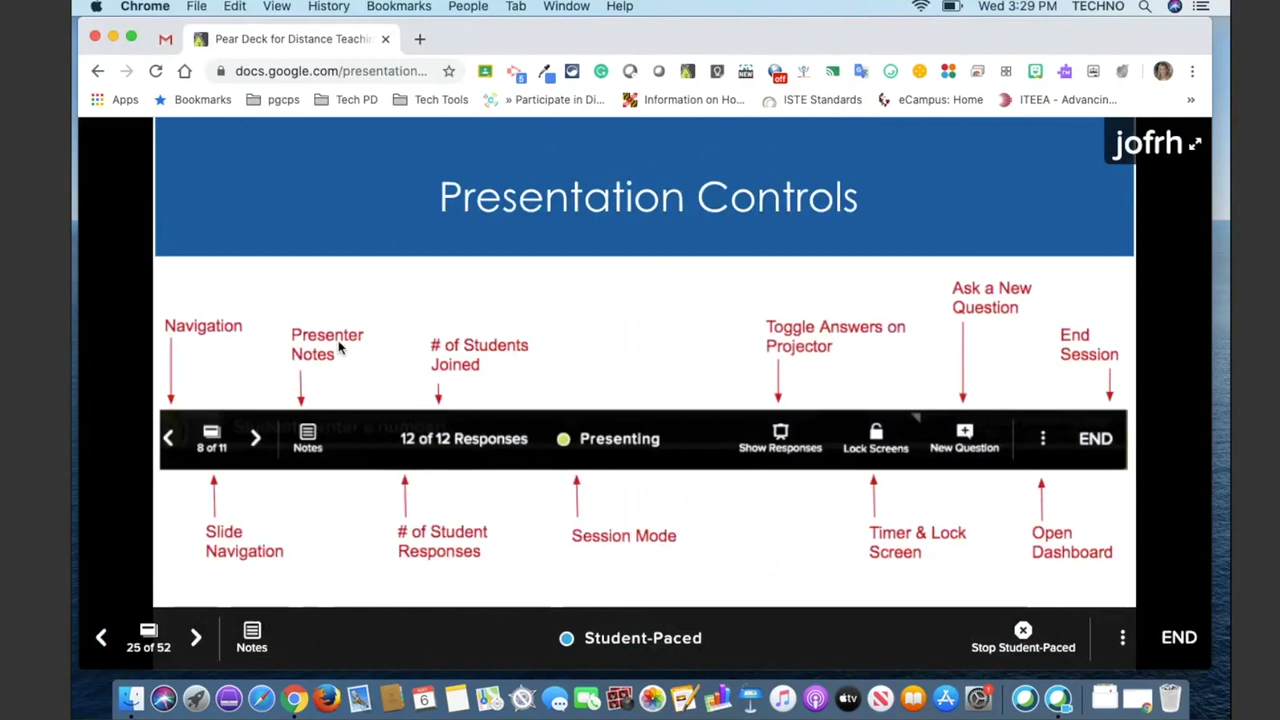 Chrome File Edit View History Bookmarks People Tab Window Help Wed 3:29 PM TECHNO
Pear Deck for Distance Teachin
docs.google.com/presentation...
Apps Bookmarks pgcps Tech PD Tech Tools » Participate in Di... Information on Ho... ISTE Standards eCampus: Home ITEEA - Advancin... »
jofrh
Presentation Controls
Ask a New
Question
Navigation
Presenter
Notes
# of Students
Joined
Toggle Answers on
Projector
End
Session
8 of 11
Notes
12 of 12 Responses
Presenting
Show Responses
Lock Screens
New Question
END
Slide
Navigation
# of Student
Responses
Session Mode
Timer & Lock
Screen
Open
Dashboard
25 of 52
Notes
Student-Paced
Stop Student-Paced
END